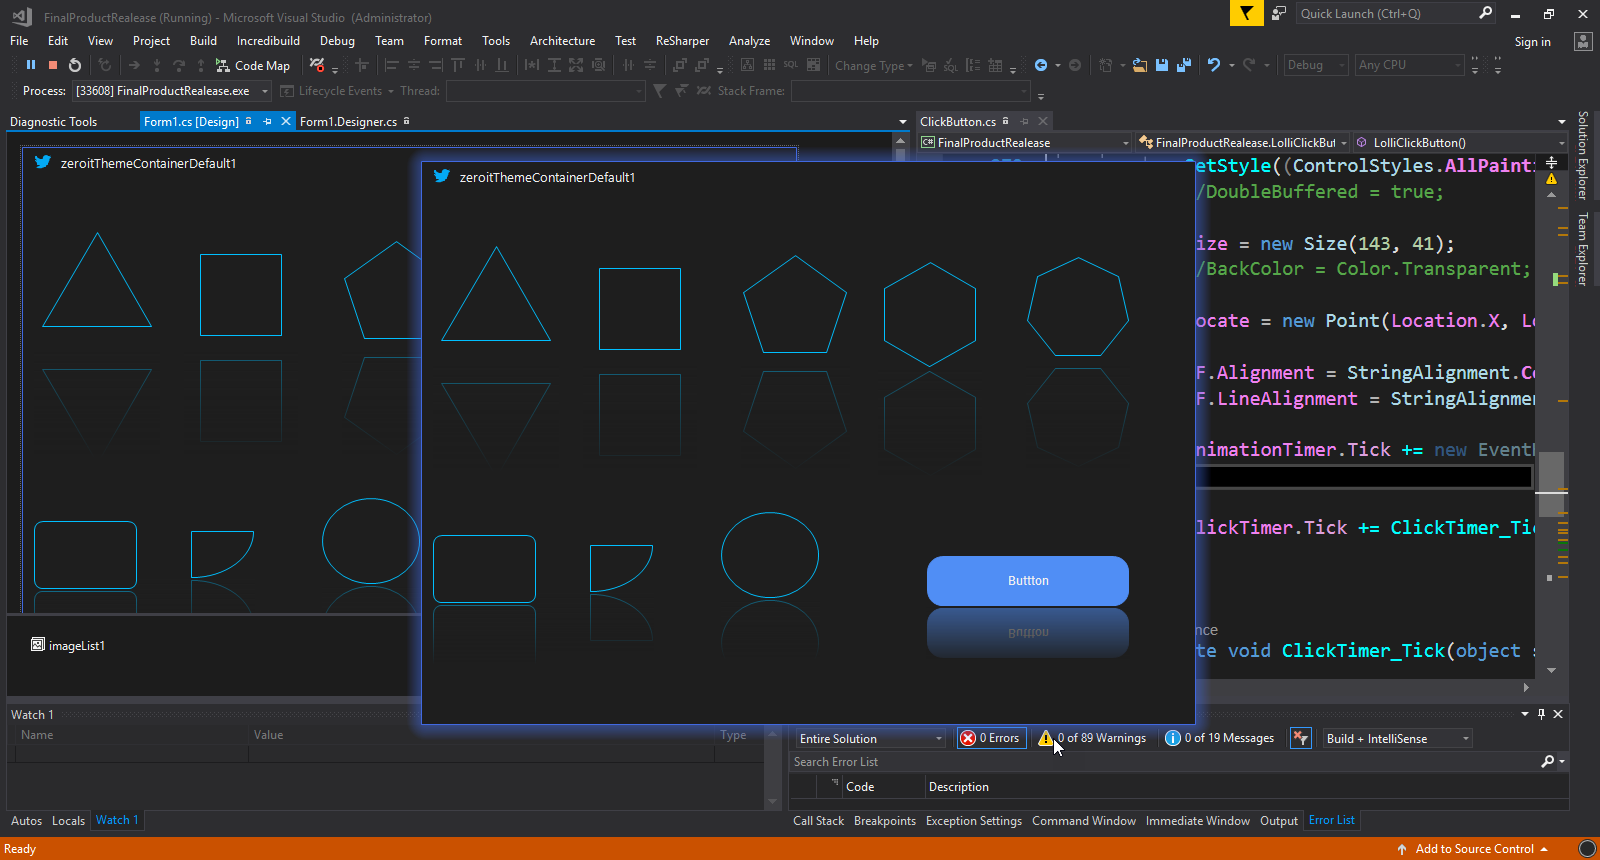 FinalProductRealease (Running) - Microsoft Visual Studio (Administrator)
Quick Launch (Ctrl+Q)
File Edit View Project Build Incredibuild Debug Team Format Tools Architecture Test ReSharper Analyze Window Help
Sign in
Code Map
SQL
Change Type
SQL
Debug
Any CPU
Process: [33608] FinalProductRealease.exe Lifecycle Events Thread: Stack Frame:
Diagnostic Tools Form1.cs [Design] Form1.Designer.cs
ClickButton.cs
FinalProductRealease FinalProductRealease.LolliClickBut LolliClickButton()
Solution Explorer
Team Explorer
zeroitThemeContainerDefault1
zeroitThemeContainerDefault1
etStyle((ControlStyles.AllPaint
/DoubleBuffered = true;
ize = new Size(143, 41);
/BackColor = Color.Transparent;
ocate = new Point(Location.X, L
F.Alignment = StringAlignment.C
F.LineAlignment = StringAlignme
nimationTimer.Tick += new Event
lickTimer.Tick += ClickTimer_Ti
nce
te void ClickTimer_Tick(object s
Buttton
Buttton
imageList1
Watch 1
Name Value Type
Entire Solution 0 Errors 0 of 89 Warnings 0 of 19 Messages Build + IntelliSense
Search Error List
Code Description
Autos Locals Watch 1
Call Stack Breakpoints Exception Settings Command Window Immediate Window Output Error List
Ready
Add to Source Control